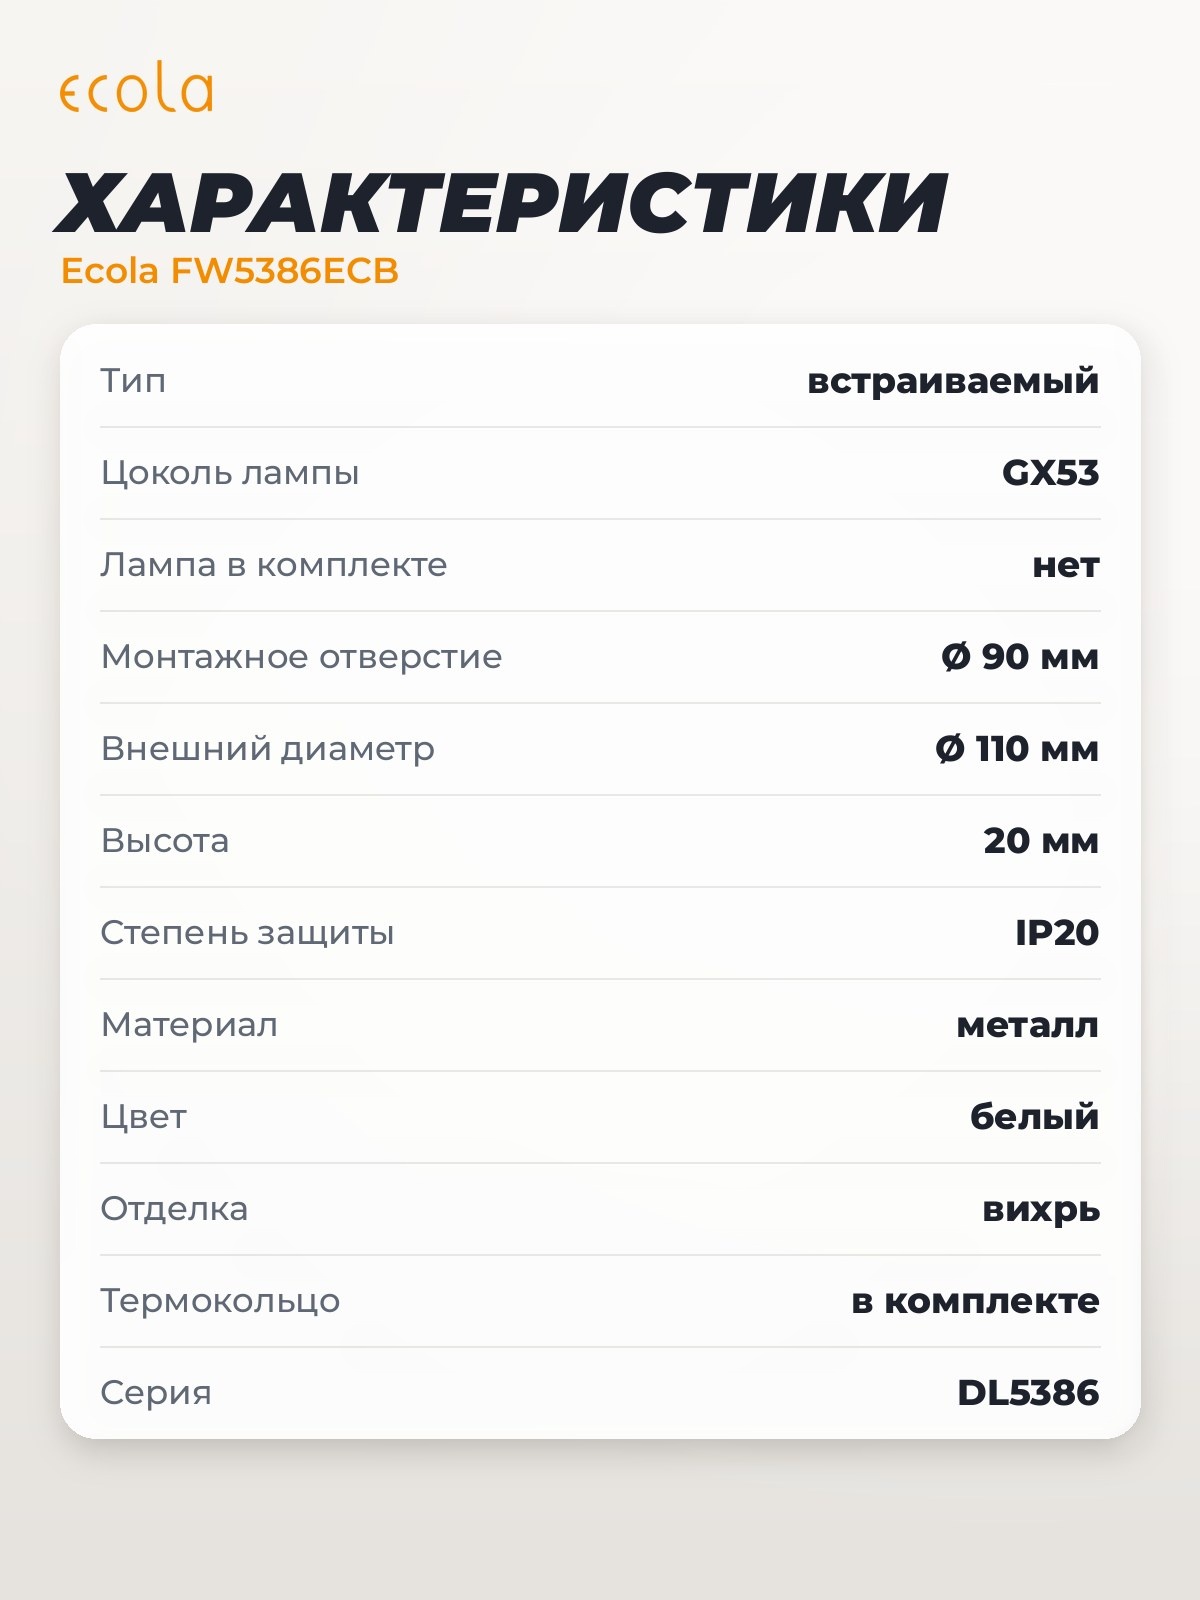 ecola
ХАРАКТЕРИСТИКИ
Ecola FW5386ECB
Тип встраиваемый
Цоколь лампы GX53
Лампа в комплекте нет
Монтажное отверстие Ø 90 мм
Внешний диаметр Ø 110 мм
Высота 20 мм
Степень защиты IP20
Материал металл
Цвет белый
Отделка вихрь
Термокольцо в комплекте
Серия DL5386